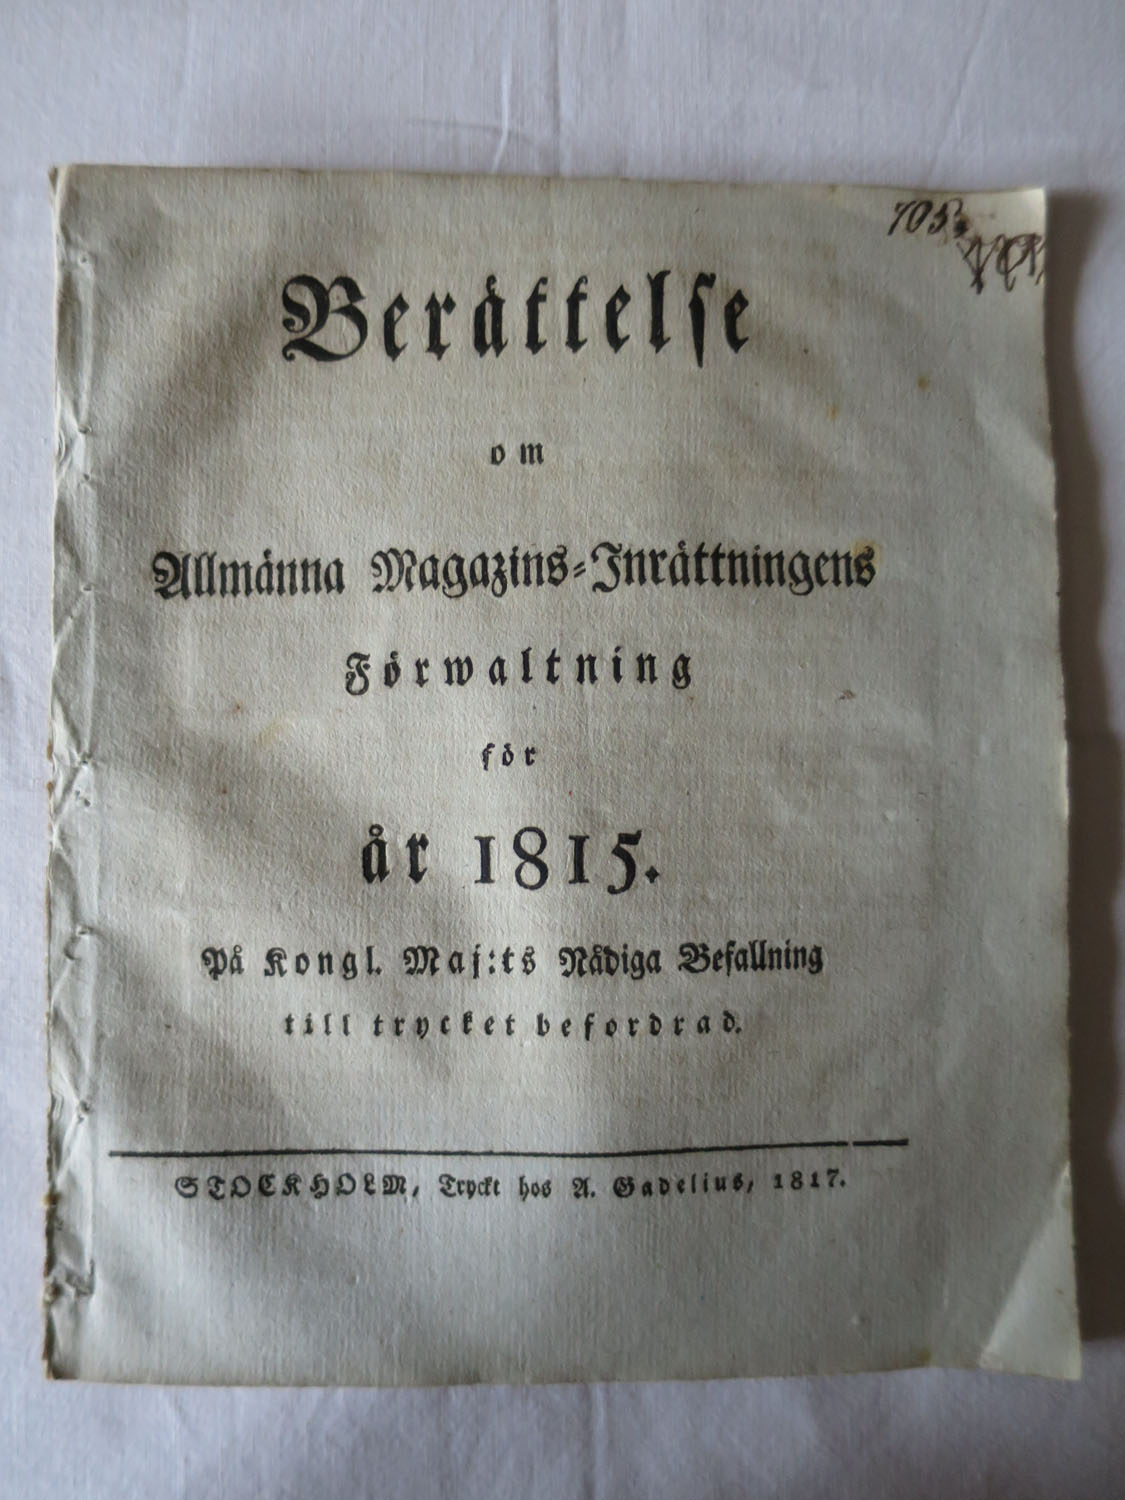 705.
Berättelse
om
Allmänna Magazins-Inrättningens
Förwaltning
för
år 1815.
På Kongl. Maj:ts Nådiga Befallning
till trycket befordrad.
STOCKHOLM, Tryckt hos A. Gadelius, 1817.